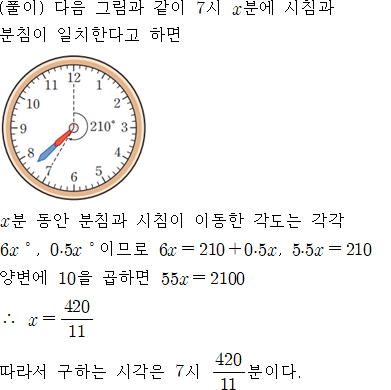 (풀이) 다음 그림과 같이 7시 x분에 시침과
분침이 일치한다고 하면
12
11
1
10
2
9
210°
3
8
4
7
5
6
x분 동안 분침과 시침이 이동한 각도는 각각
6x°, 0.5x°이므로 6x=210+0.5x, 5.5x=210
양변에 10을 곱하면 55x=2100
∴ x=420/11
따라서 구하는 시각은 7시 420/11분이다.